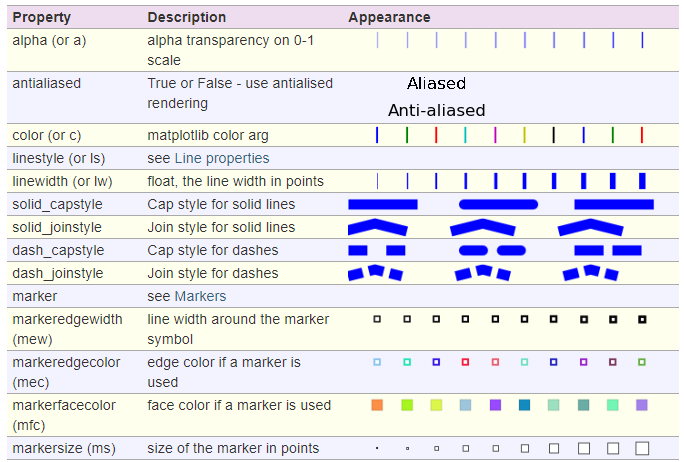 Property Description Appearance
alpha (or a) alpha transparency on 0-1
scale
antialiased True or False - use antialised
rendering
Aliased
Anti-aliased
color (or c) matplotlib color arg
linestyle (or ls) see Line properties
linewidth (or lw) float, the line width in points
solid_capstyle Cap style for solid lines
solid_joinstyle Join style for solid lines
dash_capstyle Cap style for dashes
dash_joinstyle Join style for dashes
marker see Markers
markeredgewidth line width around the marker
(mew) symbol
markeredgecolor edge color if a marker is
(mec) used
markerfacecolor face color if a marker is used
(mfc)
markersize (ms) size of the marker in points